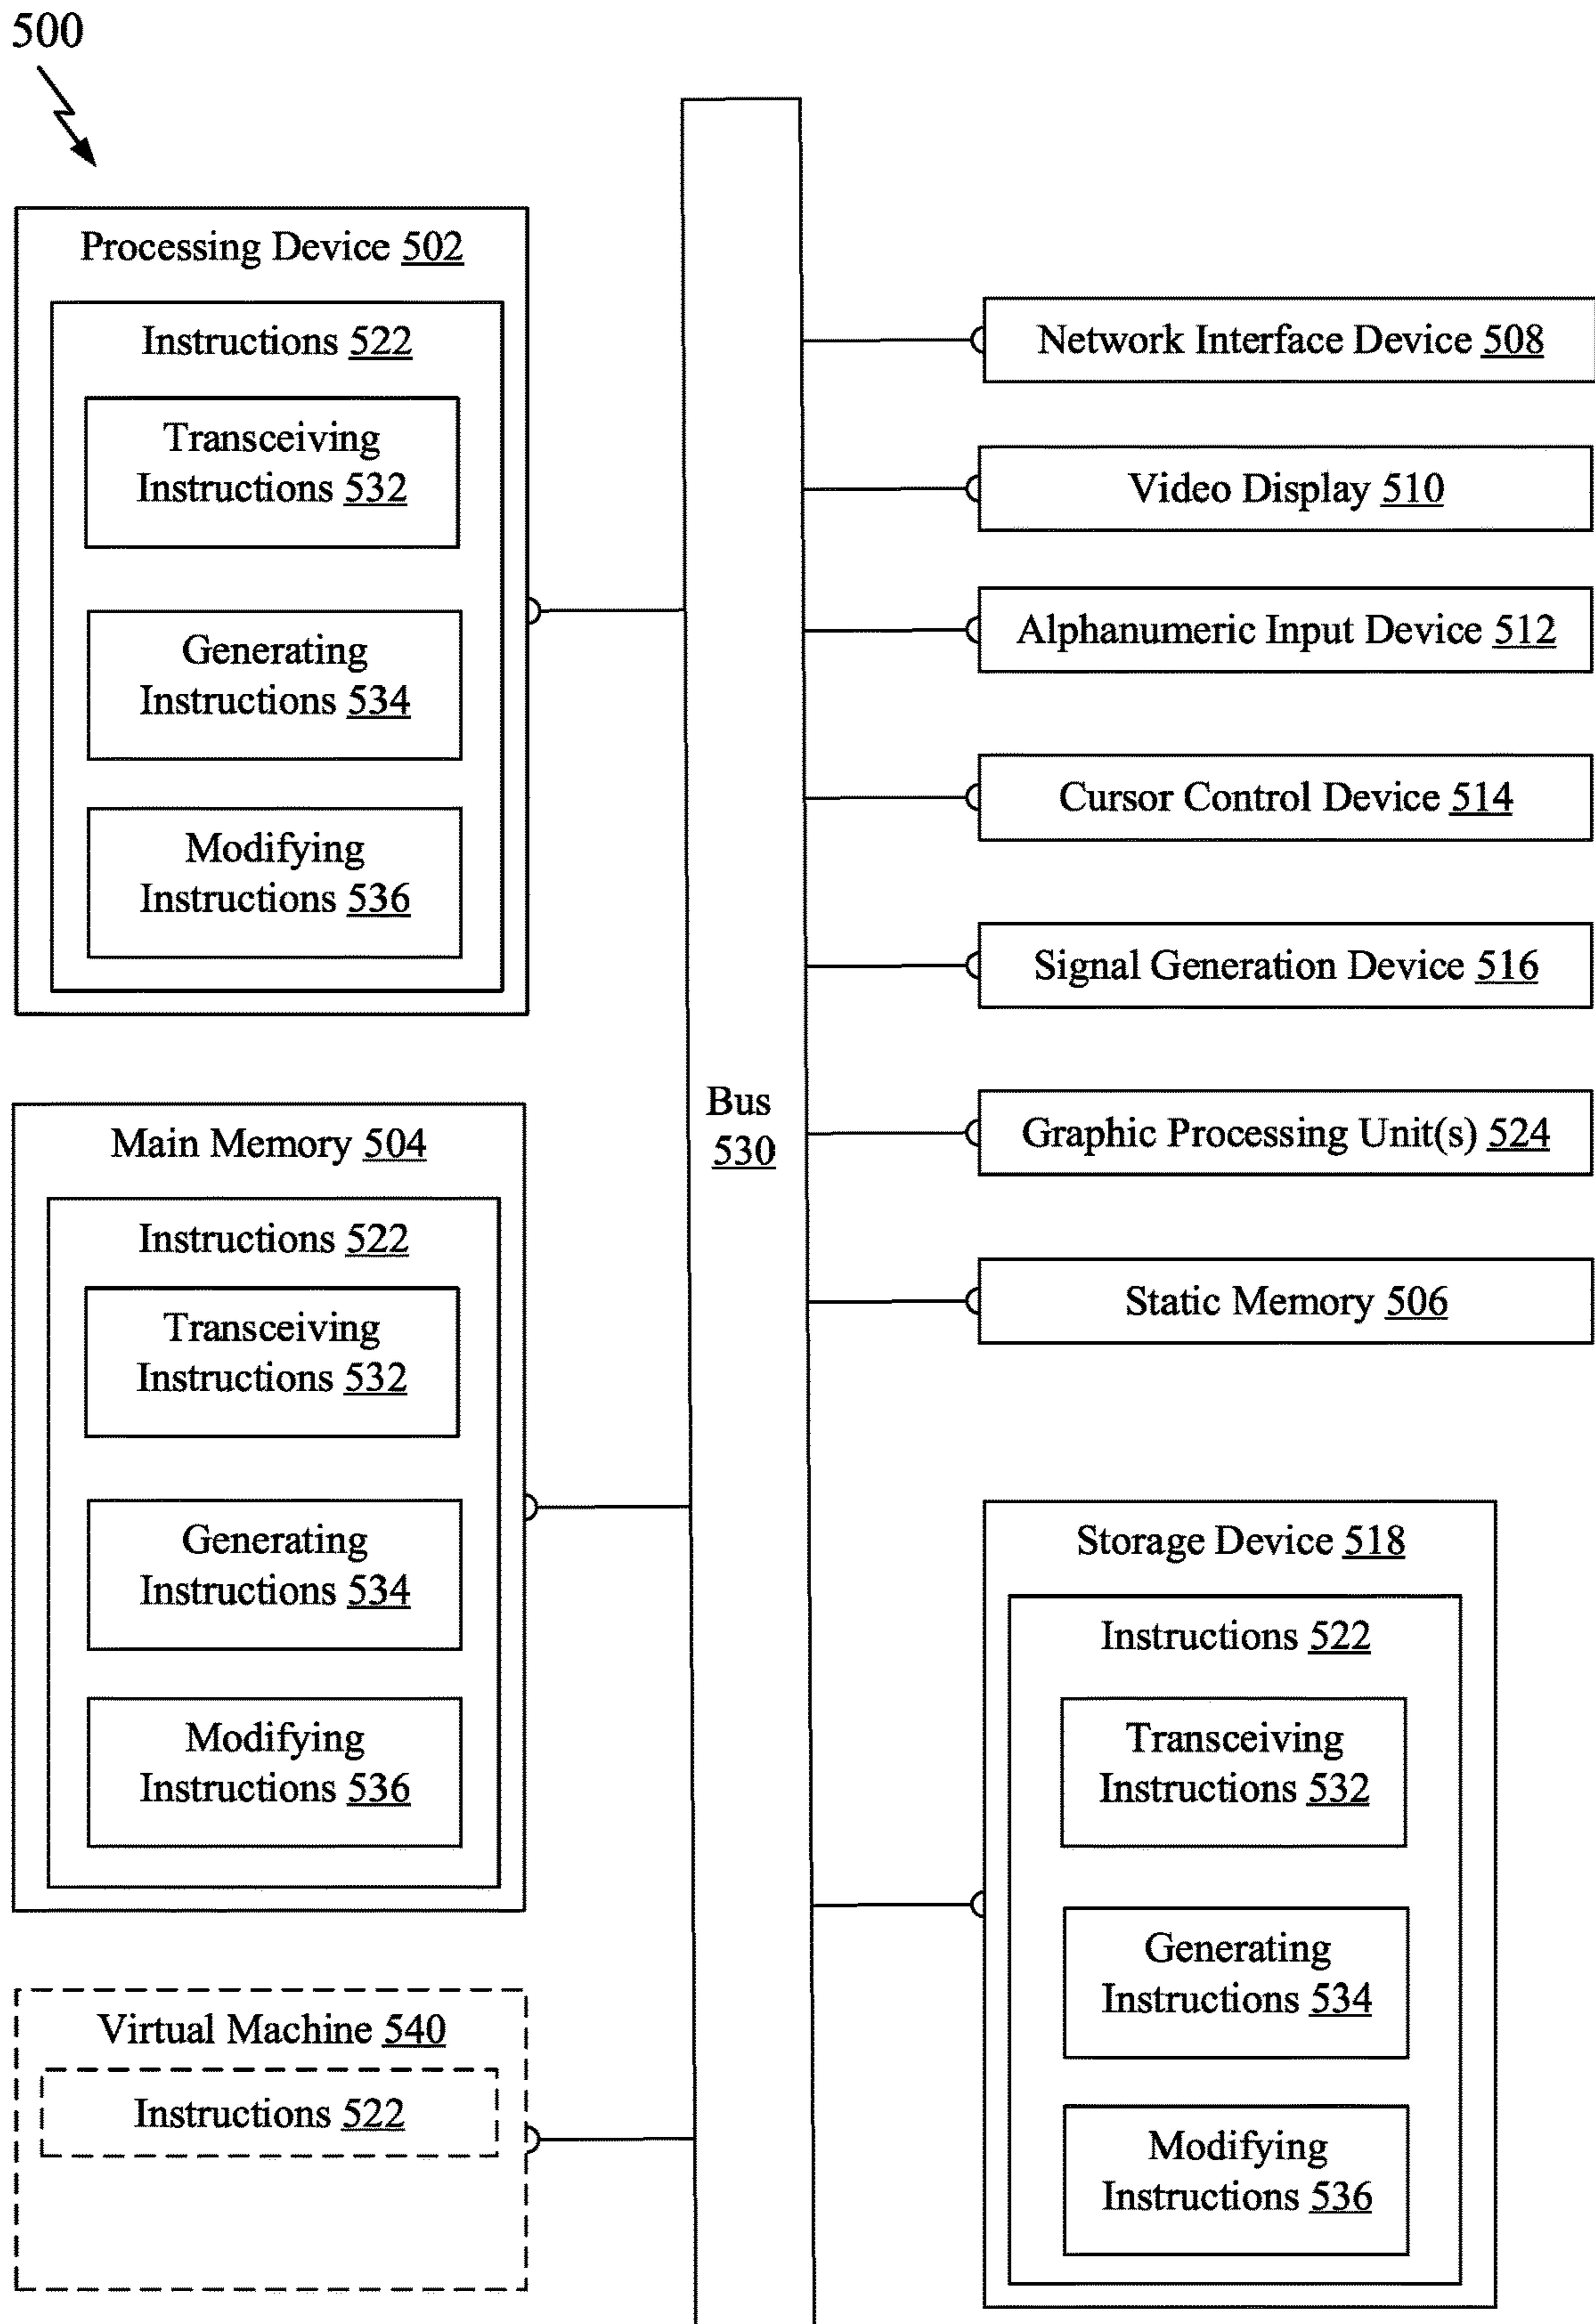 500
Processing Device 502
Instructions 522
Transceiving
Instructions 532
Generating
Instructions 534
Modifying
Instructions 536
Main Memory 504
Instructions 522
Transceiving
Instructions 532
Generating
Instructions 534
Modifying
Instructions 536
Virtual Machine 540
Instructions 522
Bus
530
Network Interface Device 508
Video Display 510
Alphanumeric Input Device 512
Cursor Control Device 514
Signal Generation Device 516
Graphic Processing Unit(s) 524
Static Memory 506
Storage Device 518
Instructions 522
Transceiving
Instructions 532
Generating
Instructions 534
Modifying
Instructions 536